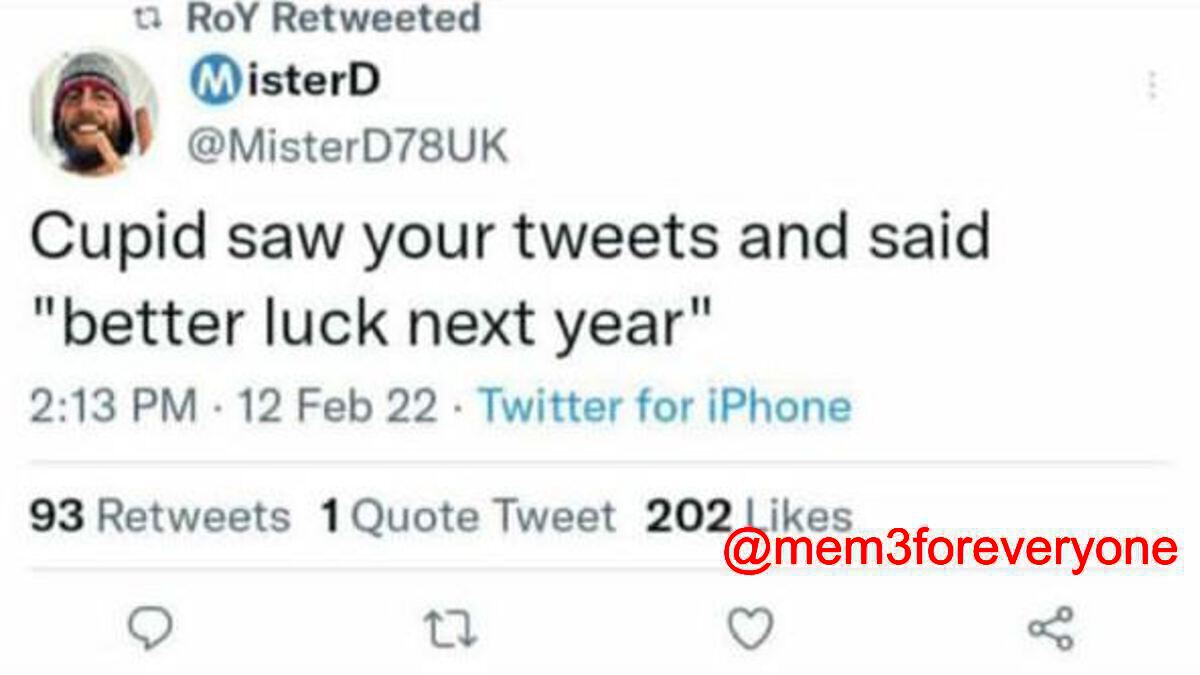 RoY Retweeted
MisterD
@MisterD78UK
Cupid saw your tweets and said
"better luck next year"
2:13 PM · 12 Feb 22 · Twitter for iPhone
93 Retweets 1 Quote Tweet 202 Likes
@mem3foreveryone